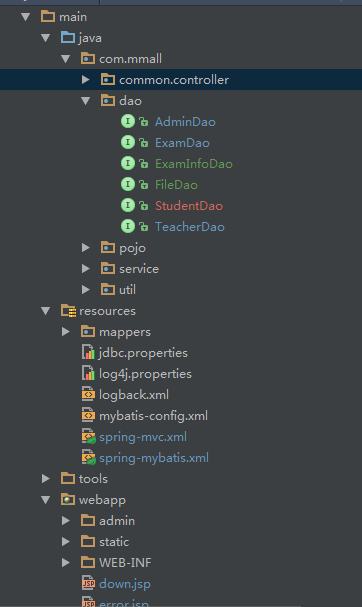 main
java
com.mmall
common.controller
dao
AdminDao
ExamDao
ExamInfoDao
FileDao
StudentDao
TeacherDao
pojo
service
util
resources
mappers
jdbc.properties
log4j.properties
logback.xml
mybatis-config.xml
spring-mvc.xml
spring-mybatis.xml
tools
webapp
admin
static
WEB-INF
down.jsp
error.jsp